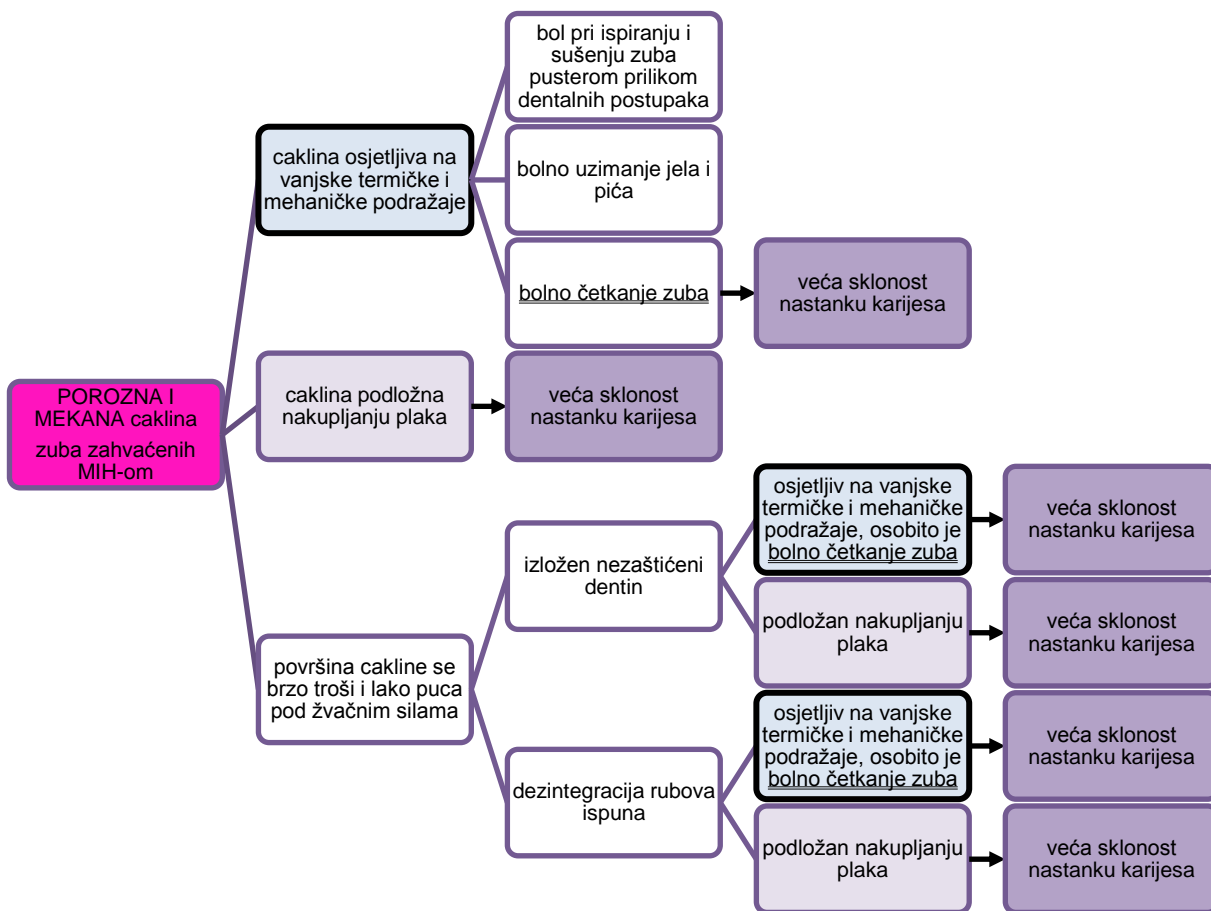 bol pri ispiranju i
sušenju zuba
pusterom prilikom
dentalnih postupaka
caklina osjetljiva na
vanjske termičke i
mehaničke podražaje
bolno uzimanje jela i
pića
bolno četkanje zuba
veća sklonost
nastanku karijesa
POROZNA I
MEKANA caklina
zuba zahvaćenih
MIH-om
caklina podložna
nakupljanju plaka
veća sklonost
nastanku karijesa
površina cakline se
brzo troši i lako puca
pod žvačnim silama
izložen nezaštićeni
dentin
osjetljiv na vanjske
termičke i mehaničke
podražaje, osobito je
bolno četkanje zuba
veća sklonost
nastanku karijesa
podložan nakupljanju
plaka
veća sklonost
nastanku karijesa
dezintegracija rubova
ispuna
osjetljiv na vanjske
termičke i mehaničke
podražaje, osobito je
bolno četkanje zuba
veća sklonost
nastanku karijesa
podložan nakupljanju
plaka
veća sklonost
nastanku karijesa